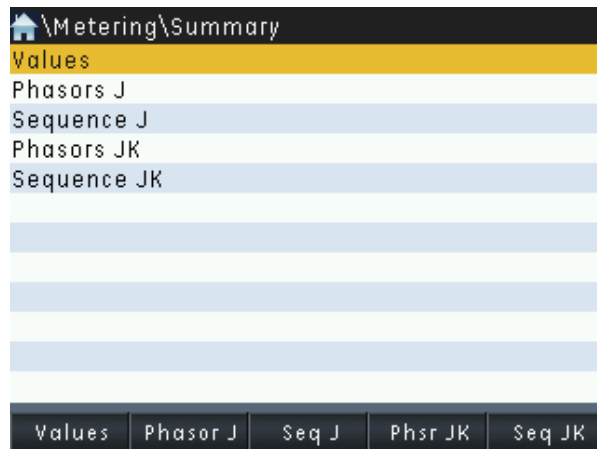 \Metering\Summary
Values
Phasors J
Sequence J
Phasors JK
Sequence JK
Values Phasor J Seq J Phsr JK Seq JK